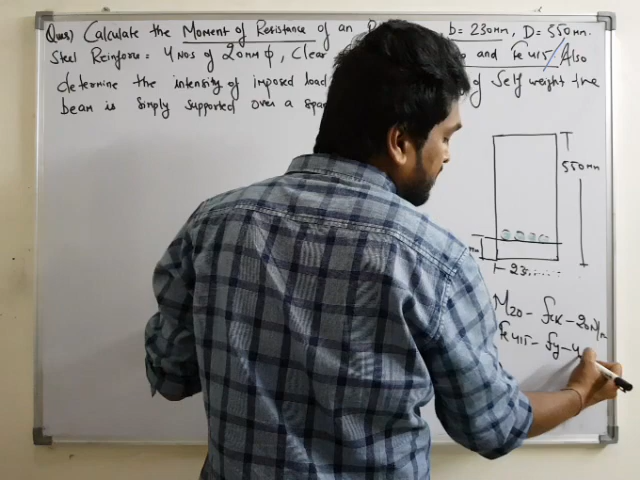 Ques) Calculate the Moment of Resistance of an b = 230mm, D = 550mm.
Steel Reinforce = 4 Nos of 20mm ϕ, Clear and Fe415. Also
determine the intensity of imposed load of Self weight the
beam is simply supported over a span
550mm
23
M20 - fck - 20N/m
Fe415 - fy - 4